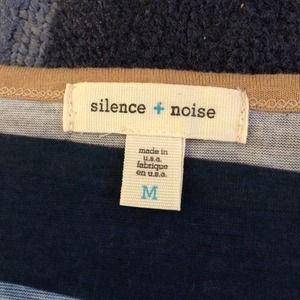 silence + noise
made in
u.s.a.
fabriqué
en u.s.a.
M